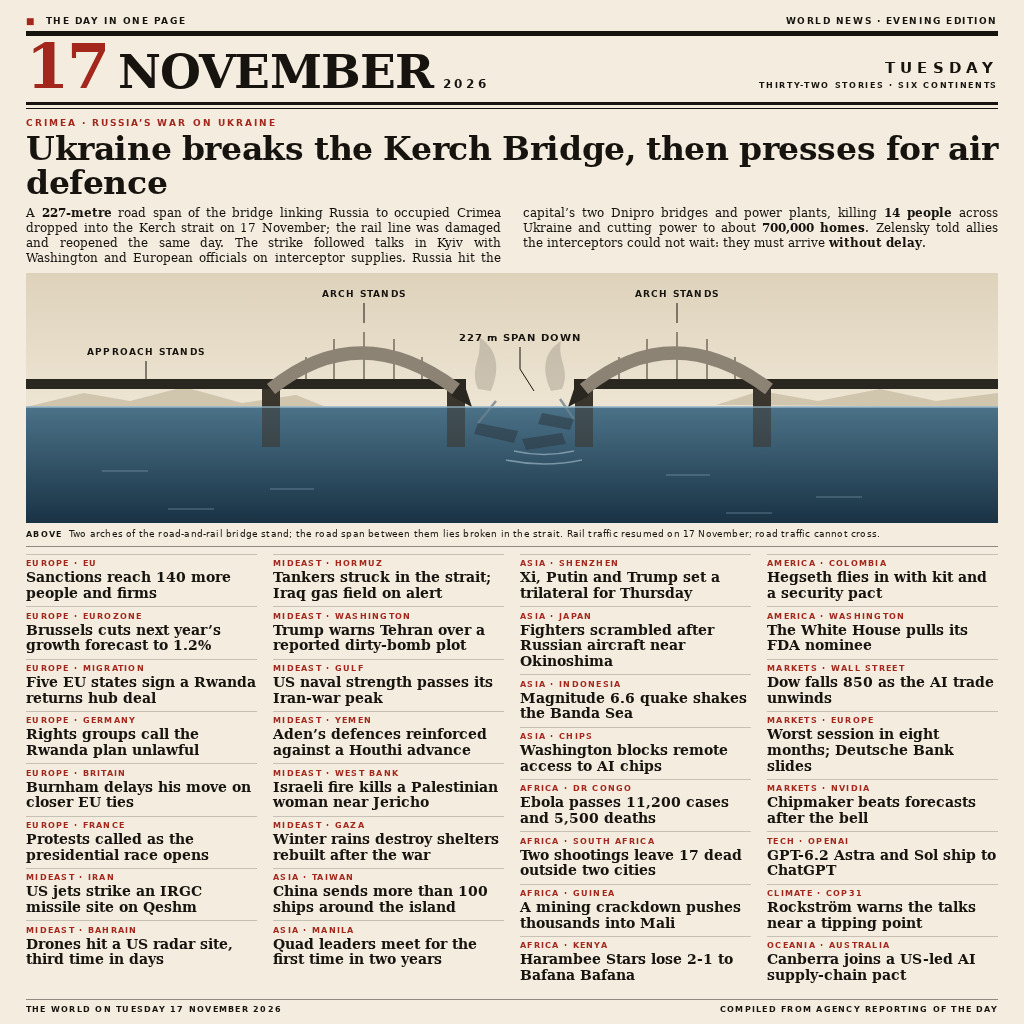 ■ THE DAY IN ONE PAGE
WORLD NEWS · EVENING EDITION
17 NOVEMBER 2026
TUESDAY
THIRTY-TWO STORIES · SIX CONTINENTS
CRIMEA · RUSSIA’S WAR ON UKRAINE
Ukraine breaks the Kerch Bridge, then presses for air
defence
A 227-metre road span of the bridge linking Russia to occupied Crimea
dropped into the Kerch strait on 17 November; the rail line was damaged
and reopened the same day. The strike followed talks in Kyiv with
Washington and European officials on interceptor supplies. Russia hit the
capital’s two Dnipro bridges and power plants, killing 14 people across
Ukraine and cutting power to about 700,000 homes. Zelensky told allies
the interceptors could not wait: they must arrive without delay.
ARCH STANDS
ARCH STANDS
227 m SPAN DOWN
APPROACH STANDS
ABOVE Two arches of the road-and-rail bridge stand; the road span between them lies broken in the strait. Rail traffic resumed on 17 November; road traffic cannot cross.
EUROPE · EU
Sanctions reach 140 more
people and firms
EUROPE · EUROZONE
Brussels cuts next year’s
growth forecast to 1.2%
EUROPE · MIGRATION
Five EU states sign a Rwanda
returns hub deal
EUROPE · GERMANY
Rights groups call the
Rwanda plan unlawful
EUROPE · BRITAIN
Burnham delays his move on
closer EU ties
EUROPE · FRANCE
Protests called as the
presidential race opens
MIDEAST · IRAN
US jets strike an IRGC
missile site on Qeshm
MIDEAST · BAHRAIN
Drones hit a US radar site,
third time in days
MIDEAST · HORMUZ
Tankers struck in the strait;
Iraq gas field on alert
MIDEAST · WASHINGTON
Trump warns Tehran over a
reported dirty-bomb plot
MIDEAST · GULF
US naval strength passes its
Iran-war peak
MIDEAST · YEMEN
Aden’s defences reinforced
against a Houthi advance
MIDEAST · WEST BANK
Israeli fire kills a Palestinian
woman near Jericho
MIDEAST · GAZA
Winter rains destroy shelters
rebuilt after the war
ASIA · TAIWAN
China sends more than 100
ships around the island
ASIA · MANILA
Quad leaders meet for the
first time in two years
ASIA · SHENZHEN
Xi, Putin and Trump set a
trilateral for Thursday
ASIA · JAPAN
Fighters scrambled after
Russian aircraft near
Okinoshima
ASIA · INDONESIA
Magnitude 6.6 quake shakes
the Banda Sea
ASIA · CHIPS
Washington blocks remote
access to AI chips
AFRICA · DR CONGO
Ebola passes 11,200 cases
and 5,500 deaths
AFRICA · SOUTH AFRICA
Two shootings leave 17 dead
outside two cities
AFRICA · GUINEA
A mining crackdown pushes
thousands into Mali
AFRICA · KENYA
Harambee Stars lose 2-1 to
Bafana Bafana
AMERICA · COLOMBIA
Hegseth flies in with kit and
a security pact
AMERICA · WASHINGTON
The White House pulls its
FDA nominee
MARKETS · WALL STREET
Dow falls 850 as the AI trade
unwinds
MARKETS · EUROPE
Worst session in eight
months; Deutsche Bank
slides
MARKETS · NVIDIA
Chipmaker beats forecasts
after the bell
TECH · OPENAI
GPT-6.2 Astra and Sol ship to
ChatGPT
CLIMATE · COP31
Rockström warns the talks
near a tipping point
OCEANIA · AUSTRALIA
Canberra joins a US-led AI
supply-chain pact
THE WORLD ON TUESDAY 17 NOVEMBER 2026
COMPILED FROM AGENCY REPORTING OF THE DAY